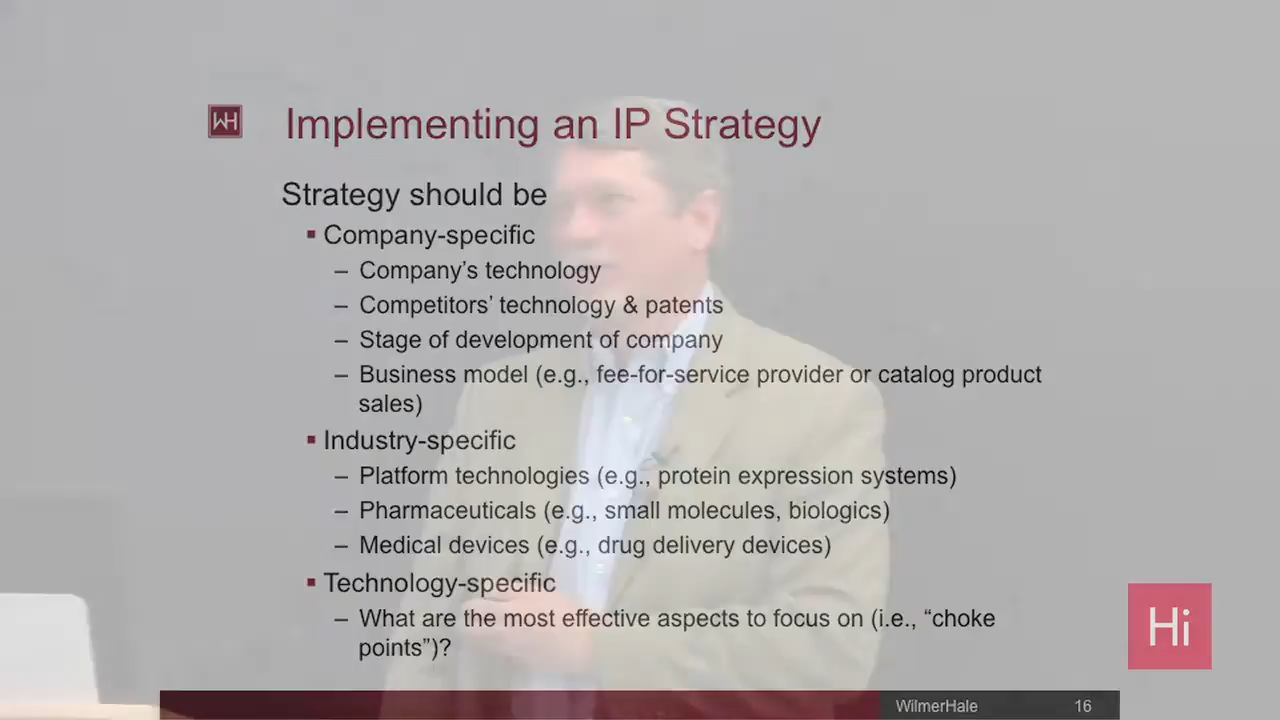 WH
Implementing an IP Strategy
Strategy should be
▪ Company-specific
– Company’s technology
– Competitors’ technology & patents
– Stage of development of company
– Business model (e.g., fee-for-service provider or catalog product
sales)
▪ Industry-specific
– Platform technologies (e.g., protein expression systems)
– Pharmaceuticals (e.g., small molecules, biologics)
– Medical devices (e.g., drug delivery devices)
▪ Technology-specific
– What are the most effective aspects to focus on (i.e., “choke
points”)?
Hi
WilmerHale 16